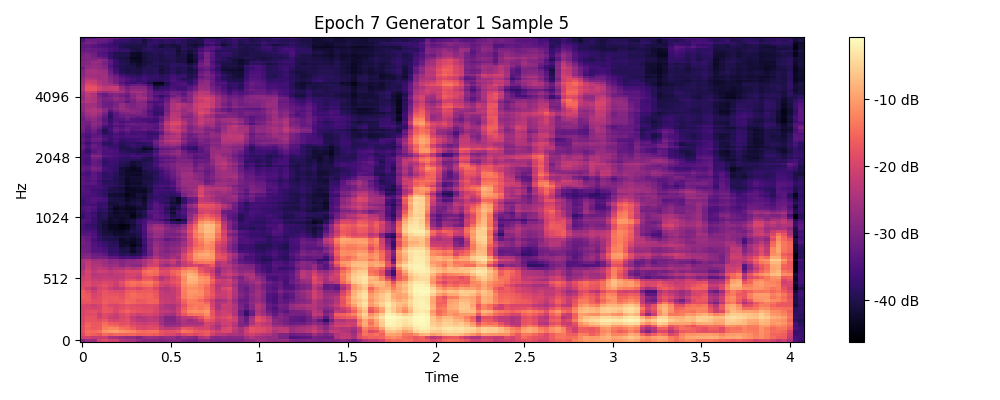 Epoch 7 Generator 1 Sample 5
Hz
4096
2048
1024
512
0
0 0.5 1 1.5 2 2.5 3 3.5 4
Time
-10 dB
-20 dB
-30 dB
-40 dB